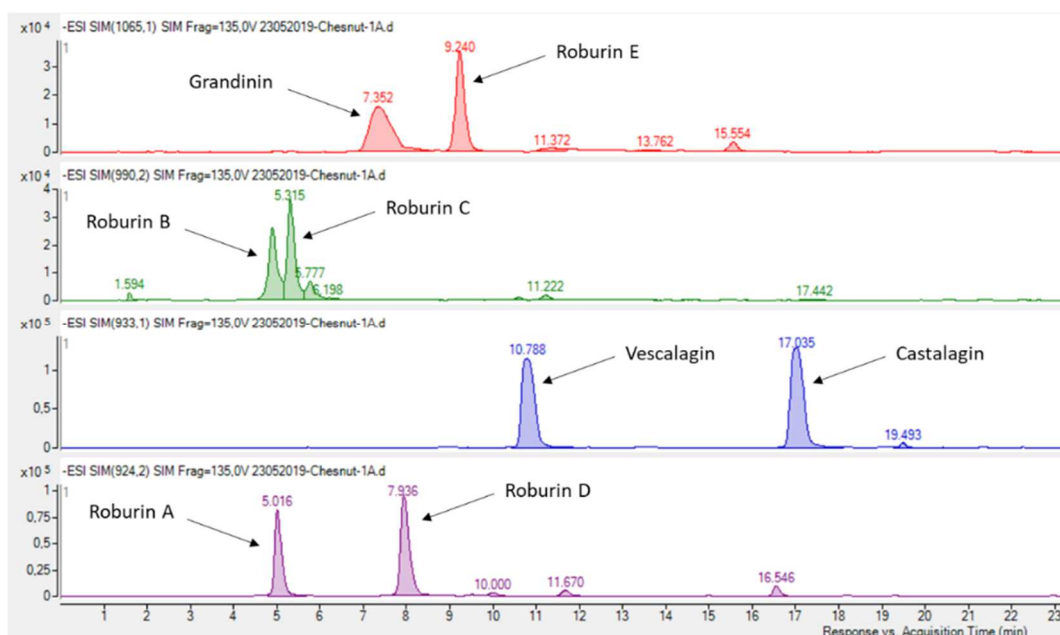 x10 4 -ESI SIM(1065,1) SIM Frag=135,0V 23052019-Chesnut-1A.d
1
3
2
1
0
Grandinin
7.352
9.240
Roburin E
11.372
13.762
15.554
x10 4 -ESI SIM(990,2) SIM Frag=135,0V 23052019-Chesnut-1A.d
4
1
3
2
1
0
1.594
Roburin B
5.315
Roburin C
5.777
6.198
11.222
17.442
x10 5 -ESI SIM(933,1) SIM Frag=135,0V 23052019-Chesnut-1A.d
1
1
0,5
0
10.788
Vescalagin
17.035
Castalagin
19.493
x10 5 -ESI SIM(924,2) SIM Frag=135,0V 23052019-Chesnut-1A.d
1
1
0,75
0,5
0,25
0
Roburin A
5.016
7.936
Roburin D
10.000
11.670
16.546
1 2 3 4 5 6 7 8 9 10 11 12 13 14 15 16 17 18 19 20 21 22 23
Response vs. Acquisition Time (min)